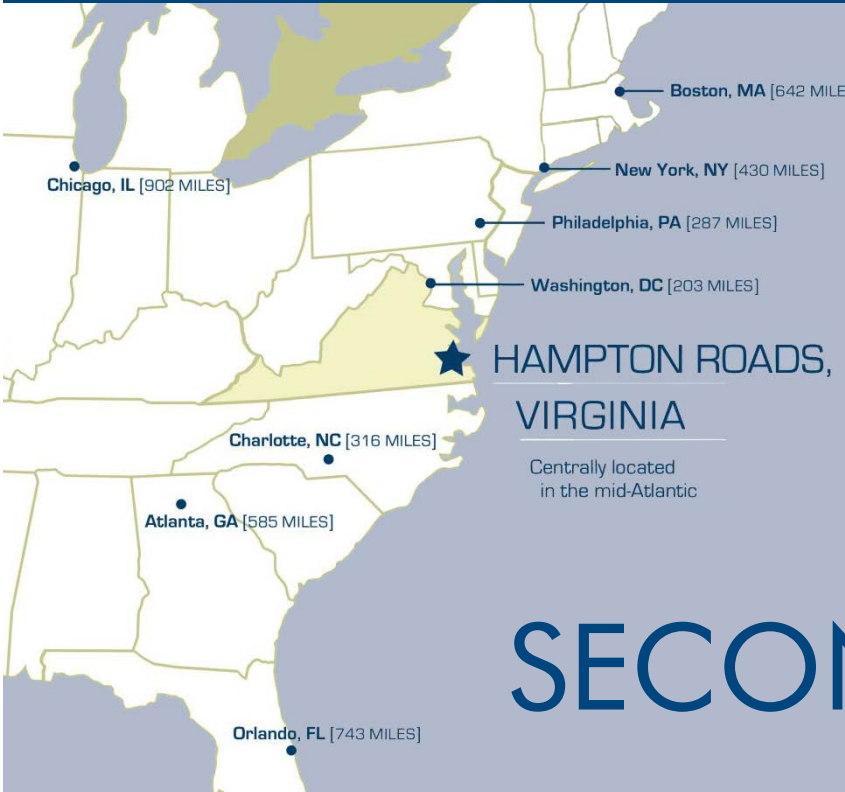 Boston, MA [642 MILE
New York, NY [430 MILES]
Chicago, IL [902 MILES]
Philadelphia, PA [287 MILES]
Washington, DC [203 MILES]
HAMPTON ROADS,
VIRGINIA
Charlotte, NC [316 MILES]
Centrally located
in the mid-Atlantic
Atlanta, GA [585 MILES]
SECON
Orlando, FL [743 MILES]